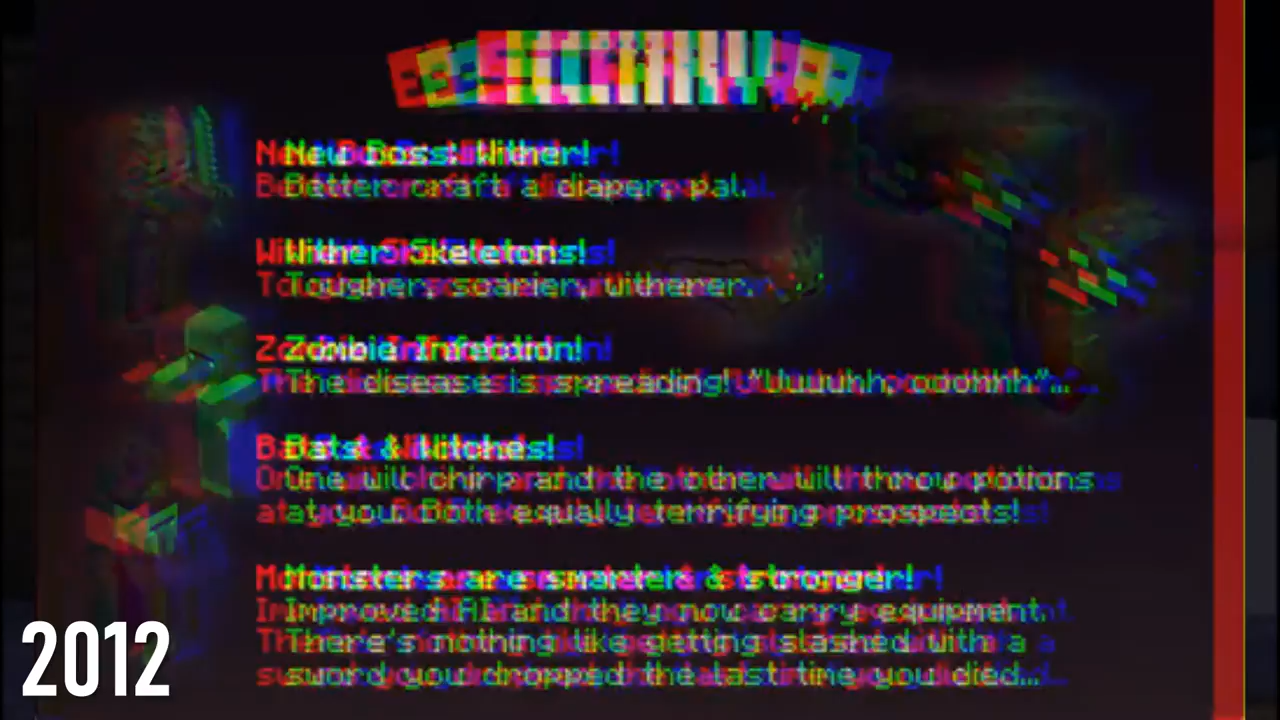 New Boss: Wither!
Better craft a diaper, pal.
Wither Skeletons!
Tougher, scarier, witherer.
Zombie Infection!
The disease is spreading! "Uuuuhh, ooohhh"...
Bats & Witches!
One will chirp and the other will throw potions
at you. Both equally terrifying prospects!
Monsters are smarter & stronger!
Improved AI and they now carry equipment.
There's nothing like getting slashed with a
sword you dropped the last time you died...
2012